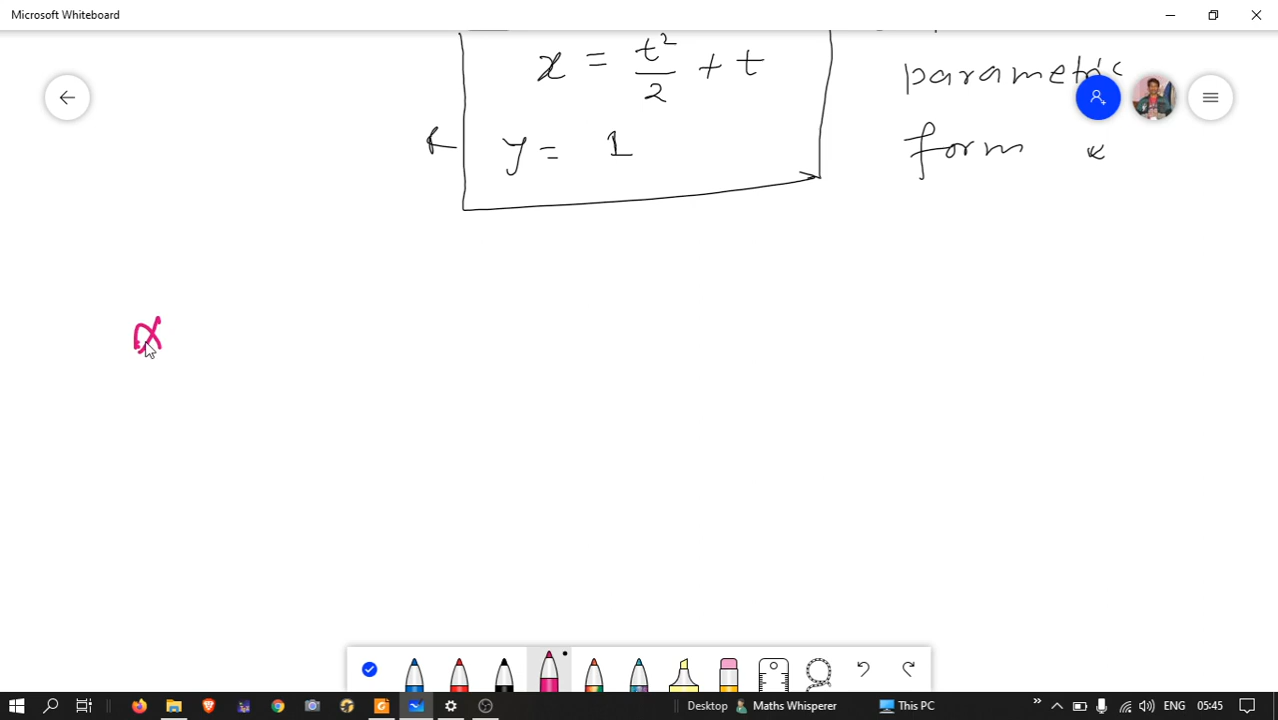 Microsoft Whiteboard
x = t²/2 + t
parametric
y = 1
form
Desktop
Maths Whisperer
This PC
ENG
05:45